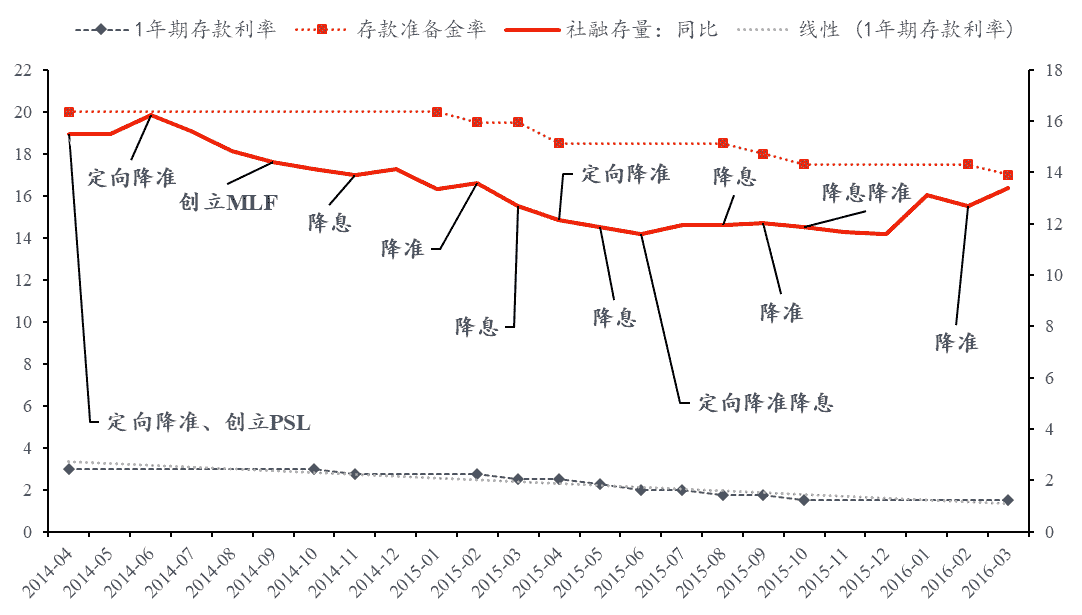 1年期存款利率 存款准备金率 社融存量：同比 线性 (1年期存款利率)
22 18
20 16
18 14
16 12
14 10
12 8
10 6
8 4
6 2
4 0
2
0
定向降准
创立MLF
降息
降准
降息
定向降准
降息
降息
降息降准
降准
降准
定向降准降息
定向降准、创立PSL
2014-04 2014-05 2014-06 2014-07 2014-08 2014-09 2014-10 2014-11 2014-12 2015-01 2015-02 2015-03 2015-04 2015-05 2015-06 2015-07 2015-08 2015-09 2015-10 2015-11 2015-12 2016-01 2016-02 2016-03